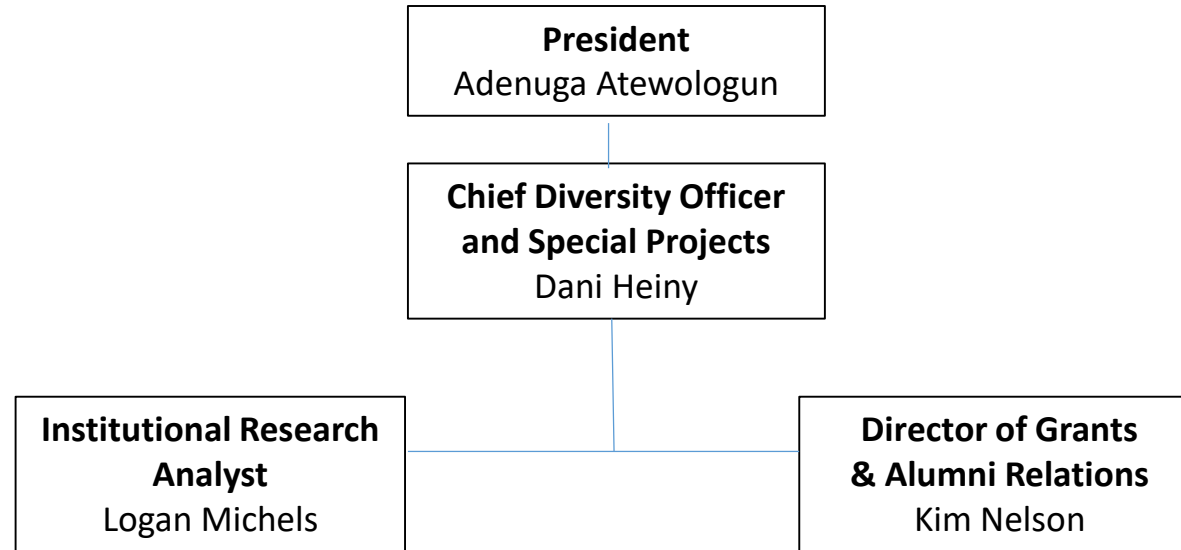 President
Adenuga Atewologun
Chief Diversity Officer
and Special Projects
Dani Heiny
Institutional Research
Analyst
Logan Michels
Director of Grants
& Alumni Relations
Kim Nelson